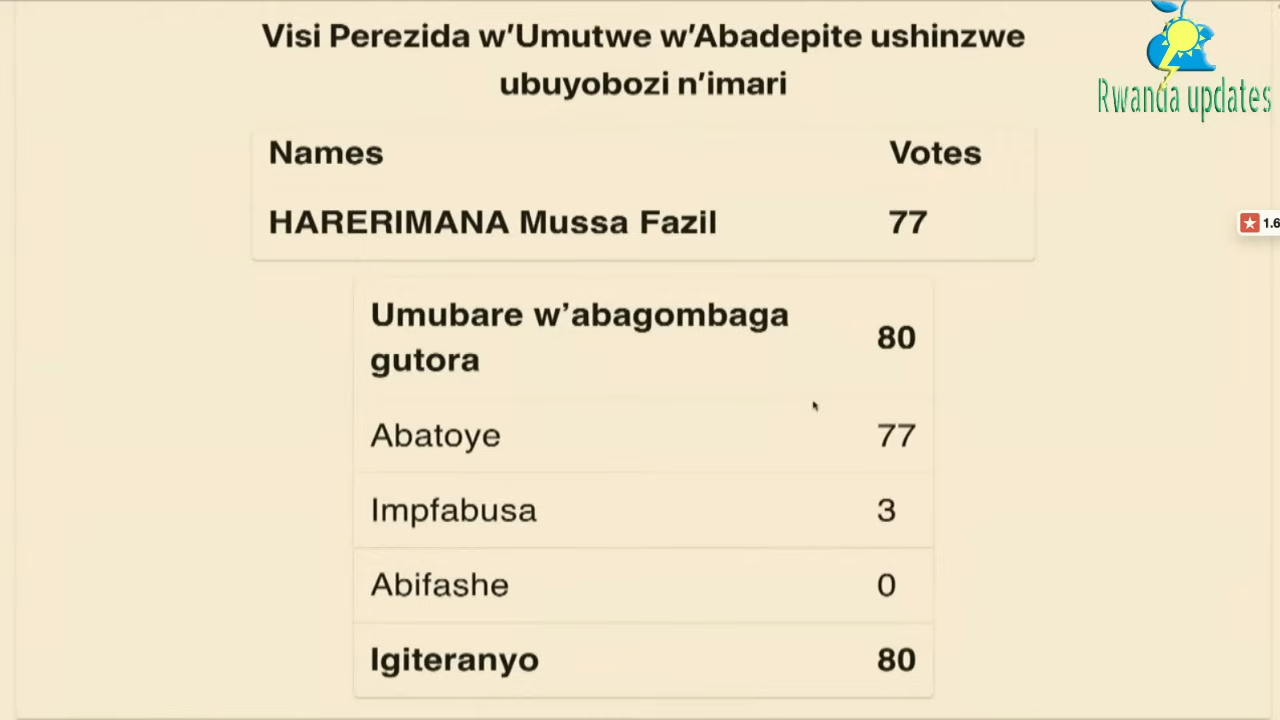 Visi Perezida w'Umutwe w'Abadepite ushinzwe
ubuyobozi n'imari
Rwanda updates
Names Votes
HARERIMANA Mussa Fazil 77
1.6
Umubare w'abagombaga
gutora 80
Abatoye 77
Impfabusa 3
Abifashe 0
Igiteranyo 80